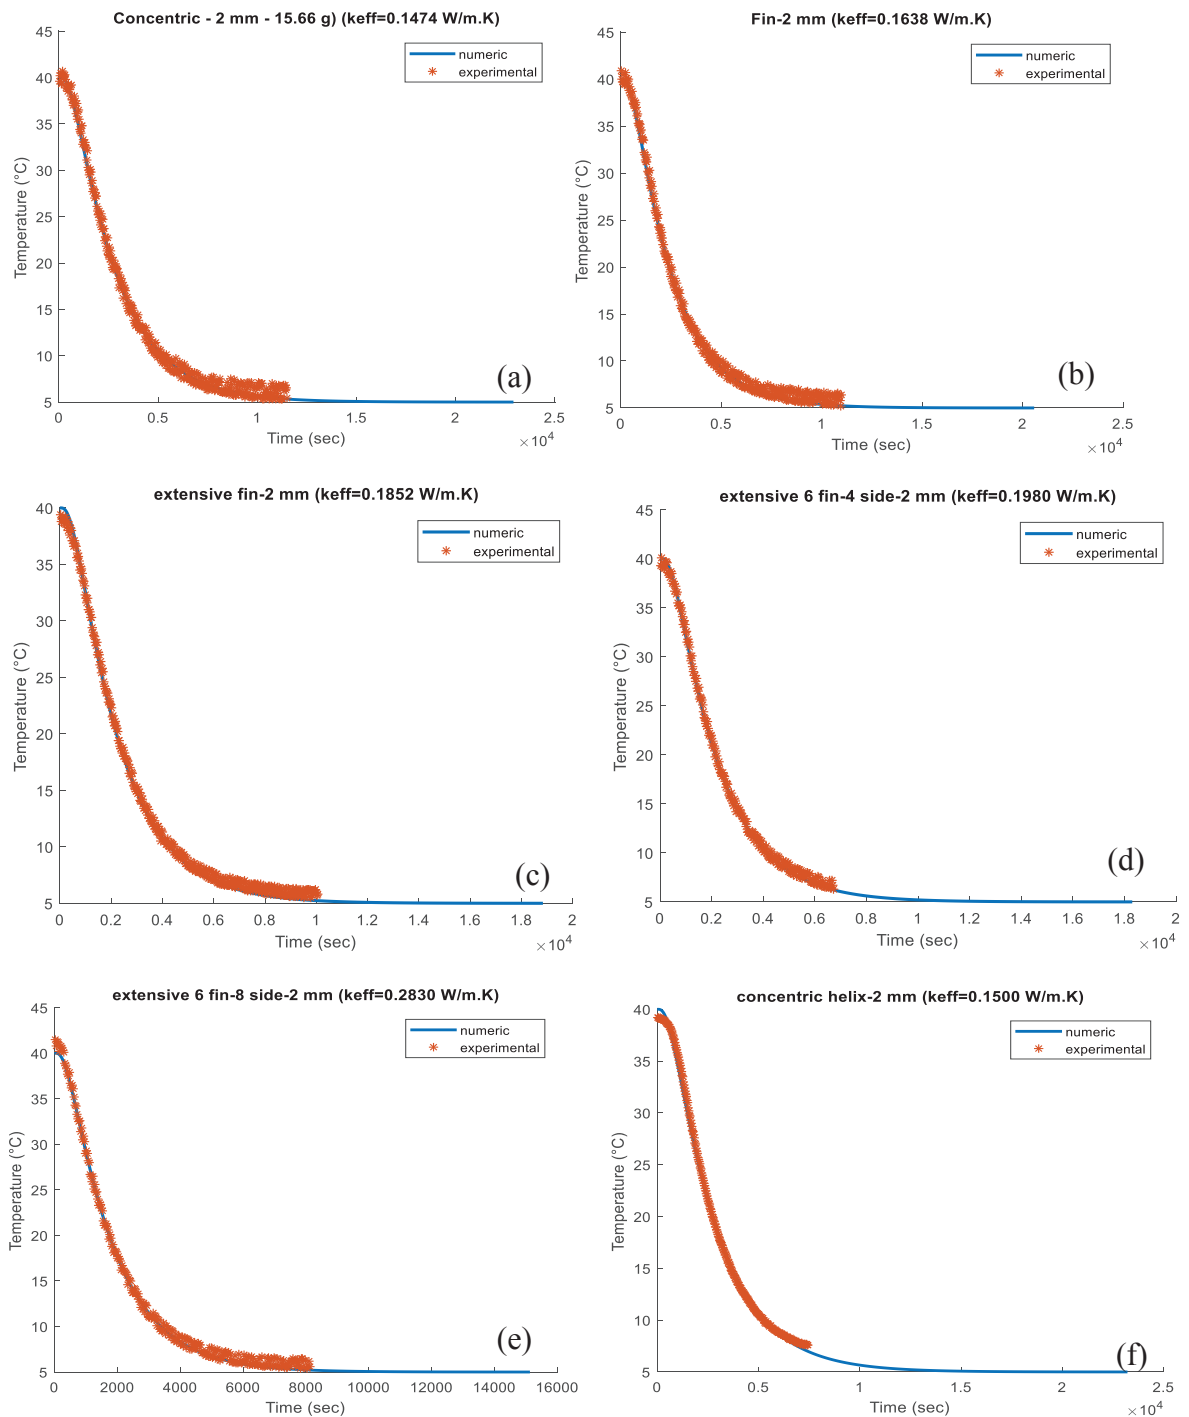 Concentric - 2 mm - 15.66 g) (keff=0.1474 W/m.K)
45
40
35
30
25
20
15
10
5
Temperature (°C)
numeric
experimental
(a)
0 0.5 1 1.5 2 2.5
Time (sec)
×10^4
Fin-2 mm (keff=0.1638 W/m.K)
45
40
35
30
25
20
15
10
5
Temperature (°C)
numeric
experimental
(b)
0 0.5 1 1.5 2 2.5
Time (sec)
×10^4
extensive fin-2 mm (keff=0.1852 W/m.K)
40
35
30
25
20
15
10
5
Temperature (°C)
numeric
experimental
(c)
0 0.2 0.4 0.6 0.8 1 1.2 1.4 1.6 1.8 2
Time (sec)
×10^4
extensive 6 fin-4 side-2 mm (keff=0.1980 W/m.K)
45
40
35
30
25
20
15
10
5
Temperature (°C)
numeric
experimental
(d)
0 0.2 0.4 0.6 0.8 1 1.2 1.4 1.6 1.8 2
Time (sec)
×10^4
extensive 6 fin-8 side-2 mm (keff=0.2830 W/m.K)
45
40
35
30
25
20
15
10
5
Temperature (°C)
numeric
experimental
(e)
0 2000 4000 6000 8000 10000 12000 14000 16000
Time (sec)
concentric helix-2 mm (keff=0.1500 W/m.K)
40
35
30
25
20
15
10
5
Temperature (°C)
numeric
experimental
(f)
0 0.5 1 1.5 2 2.5
Time (sec)
×10^4